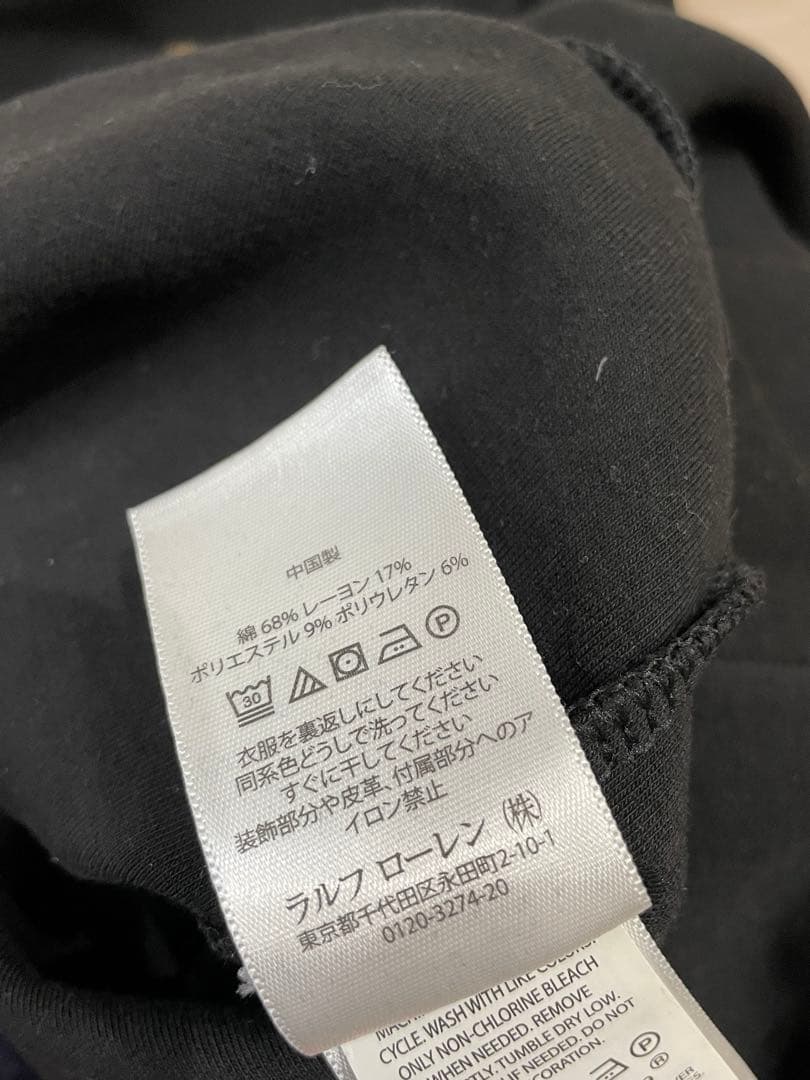 中国製
綿 68% レーヨン 17%
ポリエステル 9% ポリウレタン 6%
30 P
衣服を裏返しにしてください
同系色どうしで洗ってください
すぐに干してください
装飾部分や皮革、付属部分へのア
イロン禁止
ラルフ ローレン (株)
東京都千代田区永田町2-10-1
0120-3274-20
WASH WITH LIKE COLORS.
CYCLE. WASH WITH LIKE COLORS.
ONLY NON-CHLORINE BLEACH
WHEN NEEDED. REMOVE
TUMBLE DRY LOW.
IF NEEDED. DO NOT
P